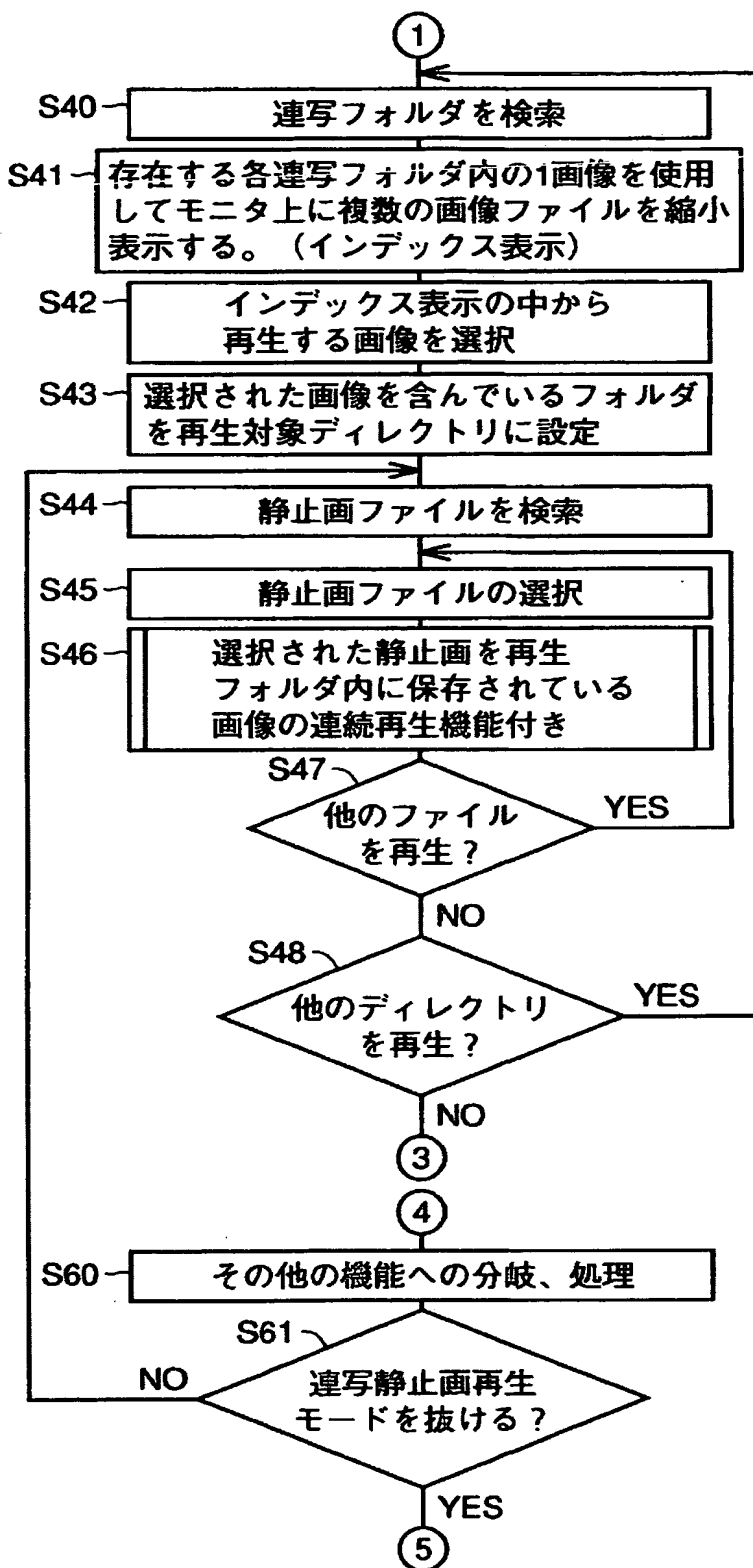 1
S40
連写フォルダを検索
S41
存在する各連写フォルダ内の1画像を使用
してモニタ上に複数の画像ファイルを縮小
表示する。(インデックス表示)
S42
インデックス表示の中から
再生する画像を選択
S43
選択された画像を含んでいるフォルダ
を再生対象ディレクトリに設定
S44
静止画ファイルを検索
S45
静止画ファイルの選択
S46
選択された静止画を再生
フォルダ内に保存されている
画像の連続再生機能付き
S47
他のファイル
を再生?
YES
NO
S48
他のディレクトリ
を再生?
YES
NO
3
4
S60
その他の機能への分岐、処理
S61
連写静止画再生
モードを抜ける?
NO
YES
5